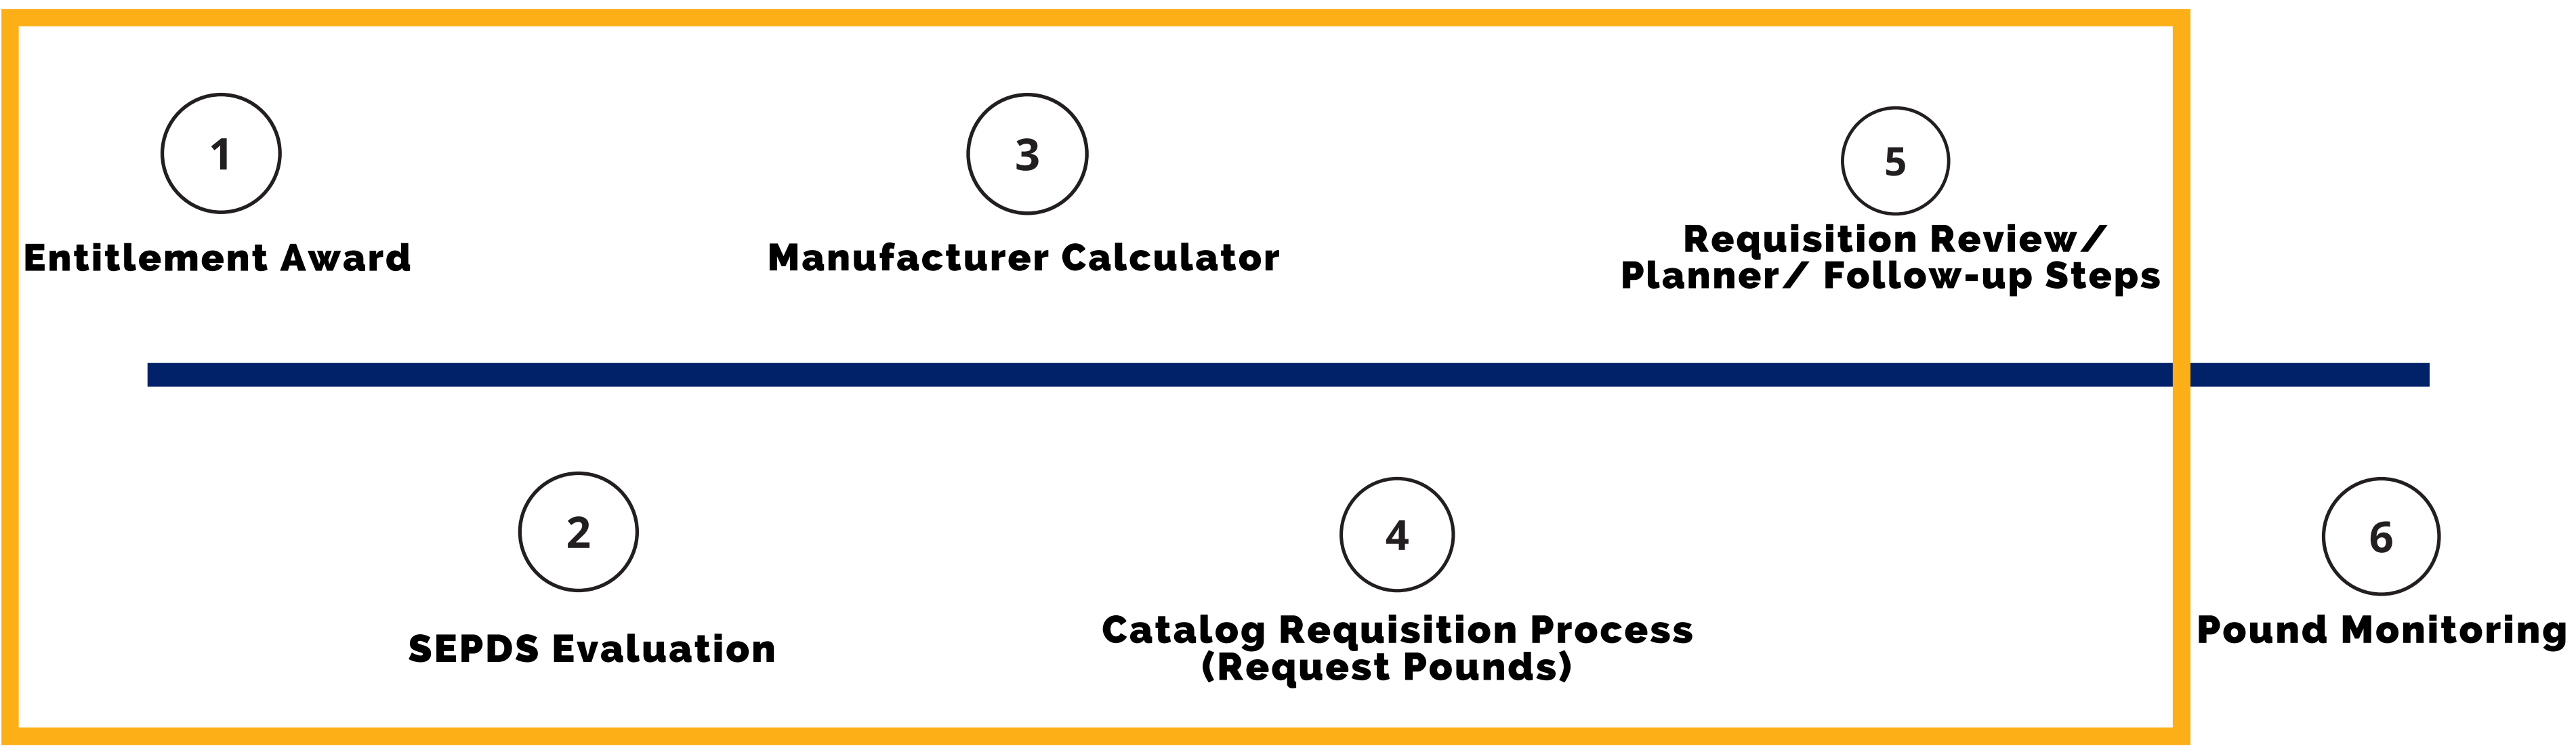 1
Entitlement Award
2
SEPDS Evaluation
3
Manufacturer Calculator
4
Catalog Requisition Process
(Request Pounds)
5
Requisition Review/
Planner/ Follow-up Steps
6
Pound Monitoring